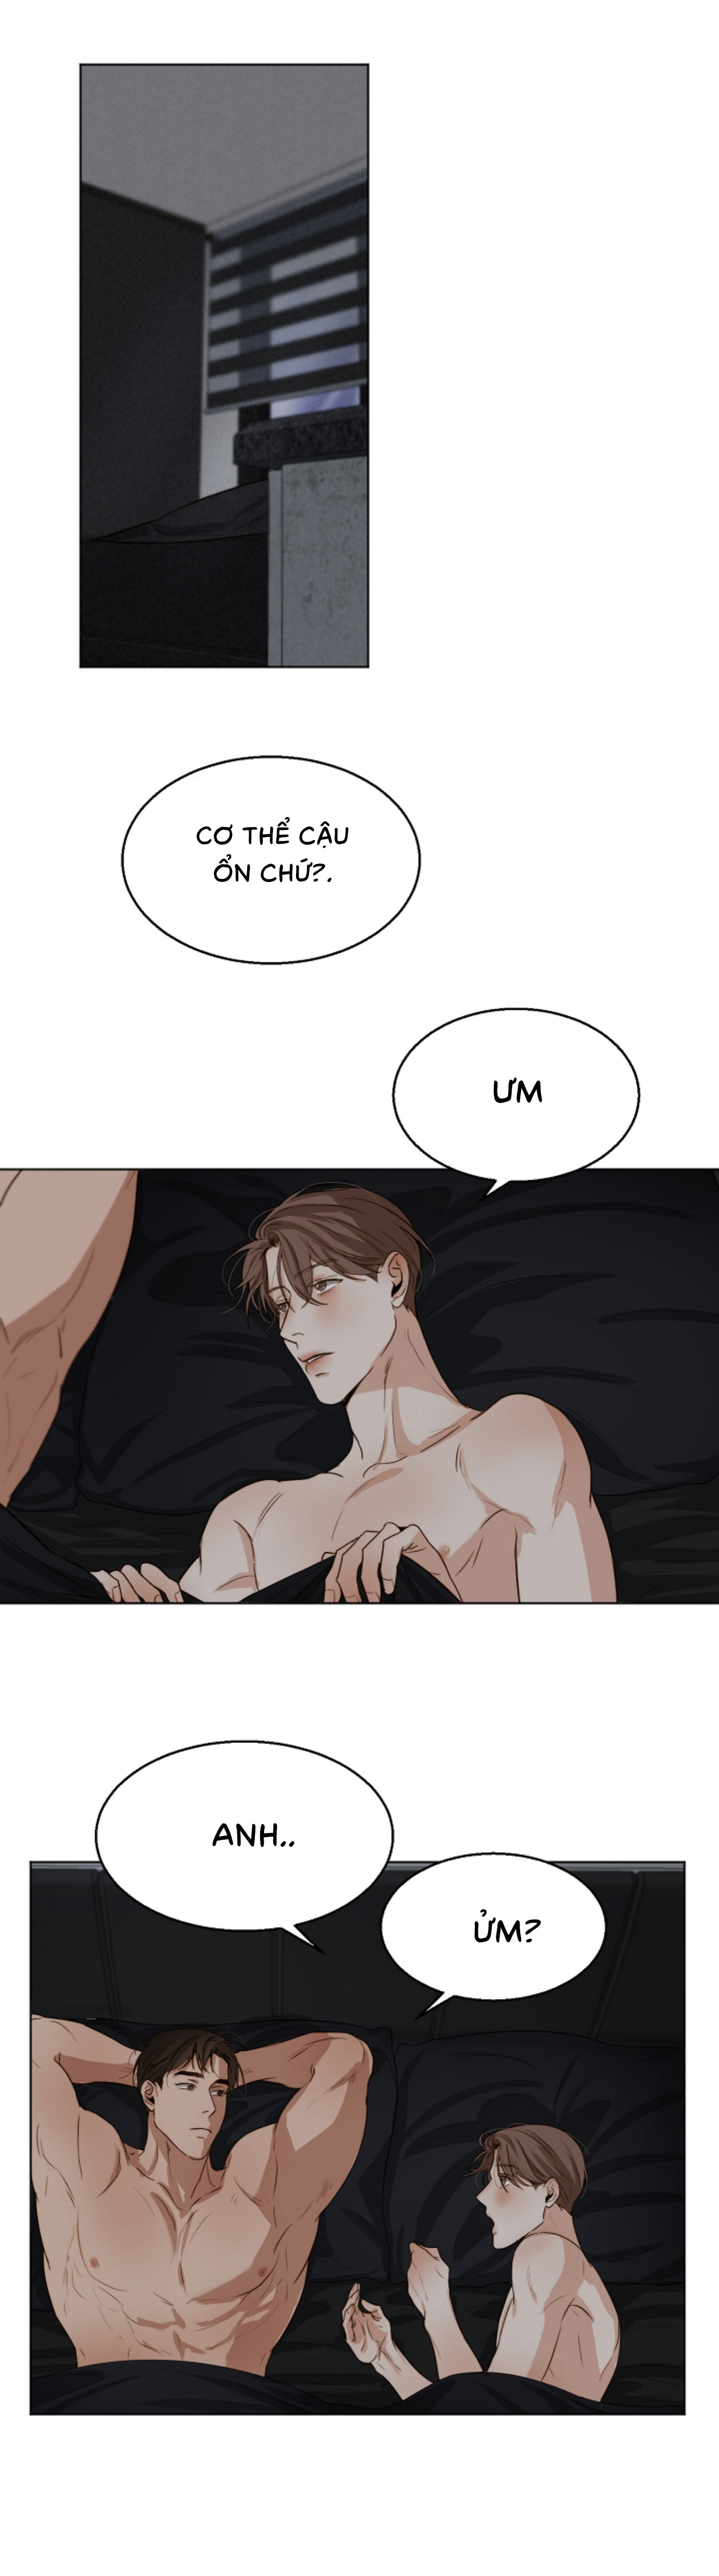 CƠ THỂ CẬU
ỔN CHỨ?.
ƯM
ANH..
ỬM?